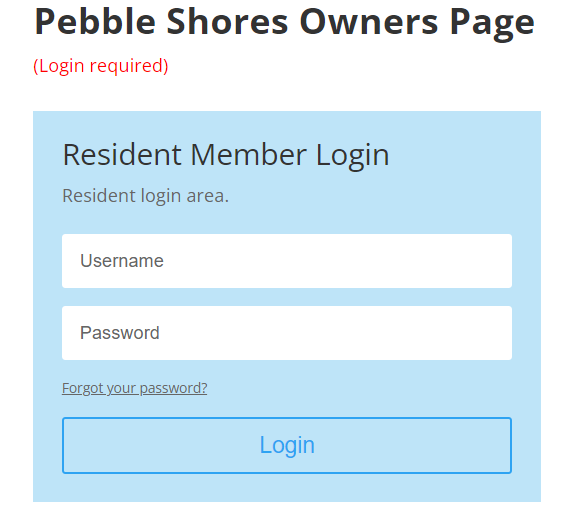 Pebble Shores Owners Page
(Login required)
Resident Member Login
Resident login area.
Username
Password
Forgot your password?
Login